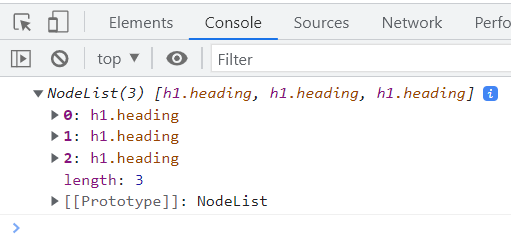 Elements Console Sources Network Perfo
top Filter
NodeList(3) [h1.heading, h1.heading, h1.heading] i
0: h1.heading
1: h1.heading
2: h1.heading
length: 3
[[Prototype]]: NodeList